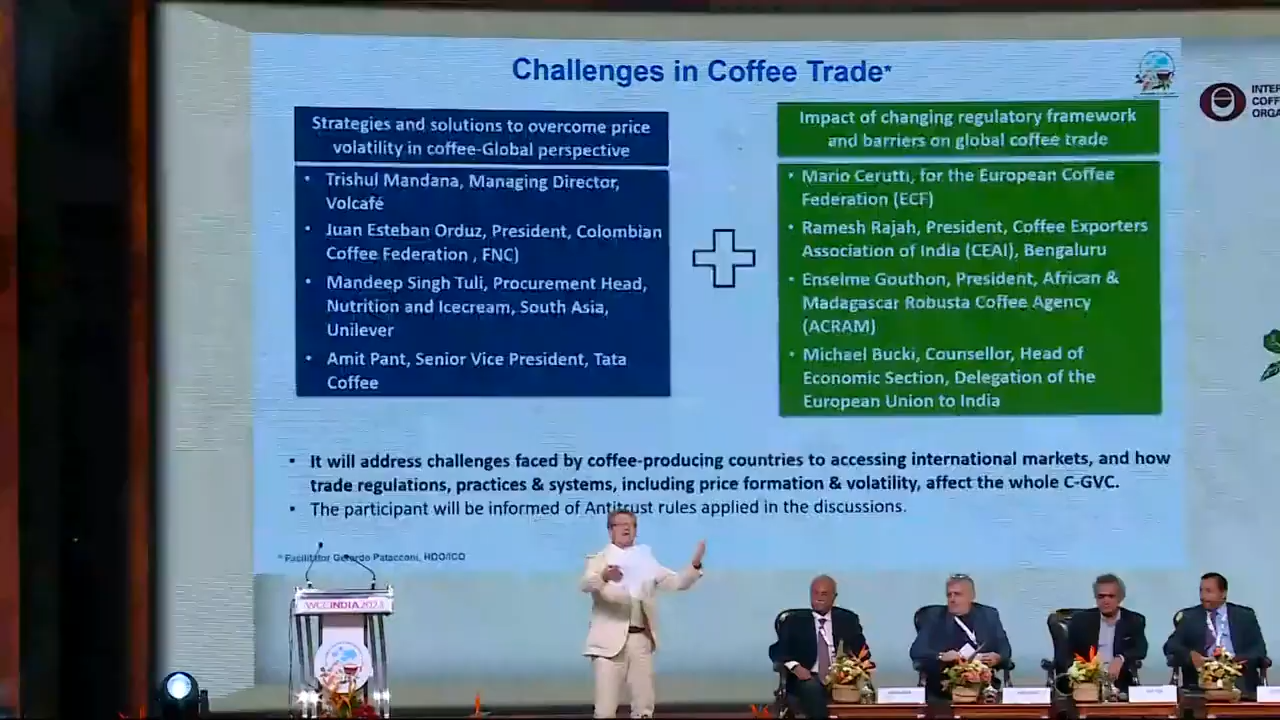 Challenges in Coffee Trade*
INTER
COFF
ORGA
Strategies and solutions to overcome price
volatility in coffee-Global perspective
• Trishul Mandana, Managing Director,
Volcafé
• Juan Esteban Orduz, President, Colombian
Coffee Federation , FNC)
• Mandeep Singh Tuli, Procurement Head,
Nutrition and Icecream, South Asia,
Unilever
• Amit Pant, Senior Vice President, Tata
Coffee
Impact of changing regulatory framework
and barriers on global coffee trade
• Mario Cerutti, for the European Coffee
Federation (ECF)
• Ramesh Rajah, President, Coffee Exporters
Association of India (CEAI), Bengaluru
• Enselme Gouthon, President, African &
Madagascar Robusta Coffee Agency
(ACRAM)
• Michael Bucki, Counsellor, Head of
Economic Section, Delegation of the
European Union to India
• It will address challenges faced by coffee-producing countries to accessing international markets, and how
trade regulations, practices & systems, including price formation & volatility, affect the whole C-GVC.
• The participant will be informed of Antitrust rules applied in the discussions.
* Facilitator Gerardo Patacconi, HDO/ICO
WCCINDIA2023